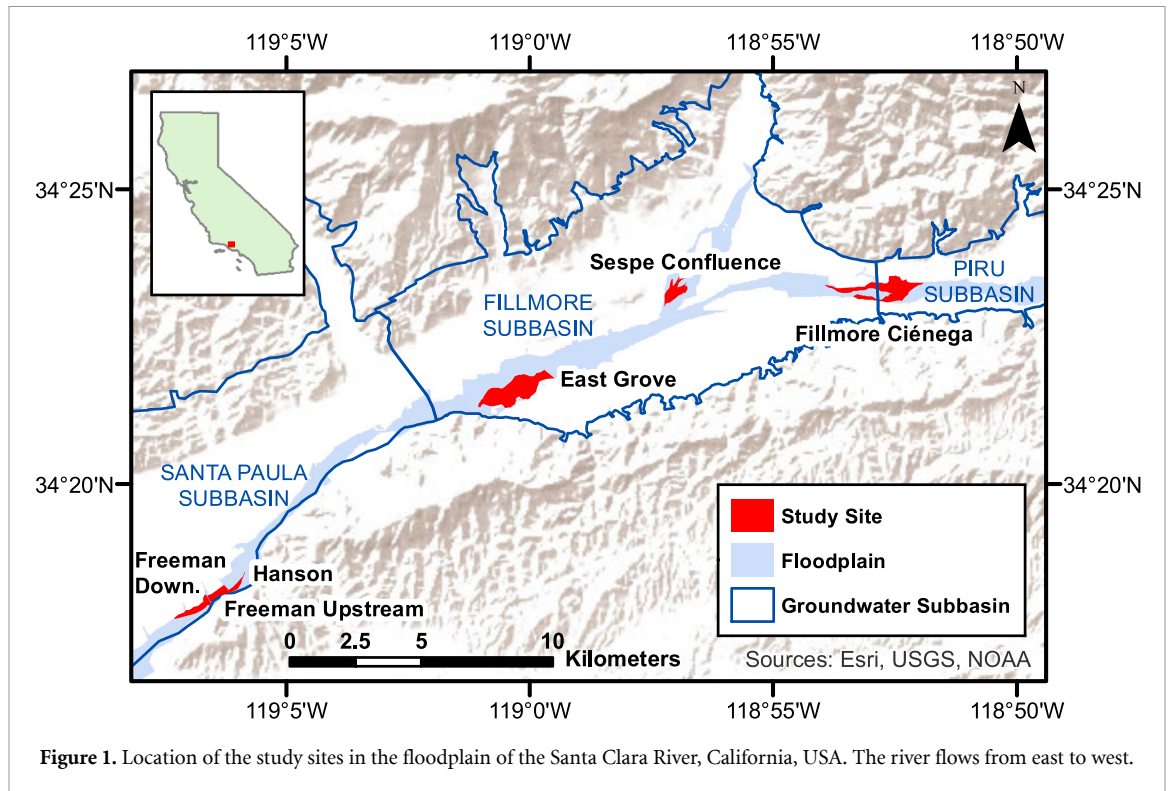 119°5'W 119°0'W 118°55'W 118°50'W
N
34°25'N 34°25'N
Sespe Confluence
PIRU
SUBBASIN
FILLMORE
SUBBASIN
Fillmore Ciénega
East Grove
SANTA PAULA
SUBBASIN
34°20'N 34°20'N
Study Site
Floodplain
Groundwater Subbasin
Freeman
Down.
Hanson
Freeman Upstream
0 2.5 5 10
Kilometers
Sources: Esri, USGS, NOAA
119°5'W 119°0'W 118°55'W 118°50'W
Figure 1. Location of the study sites in the floodplain of the Santa Clara River, California, USA. The river flows from east to west.